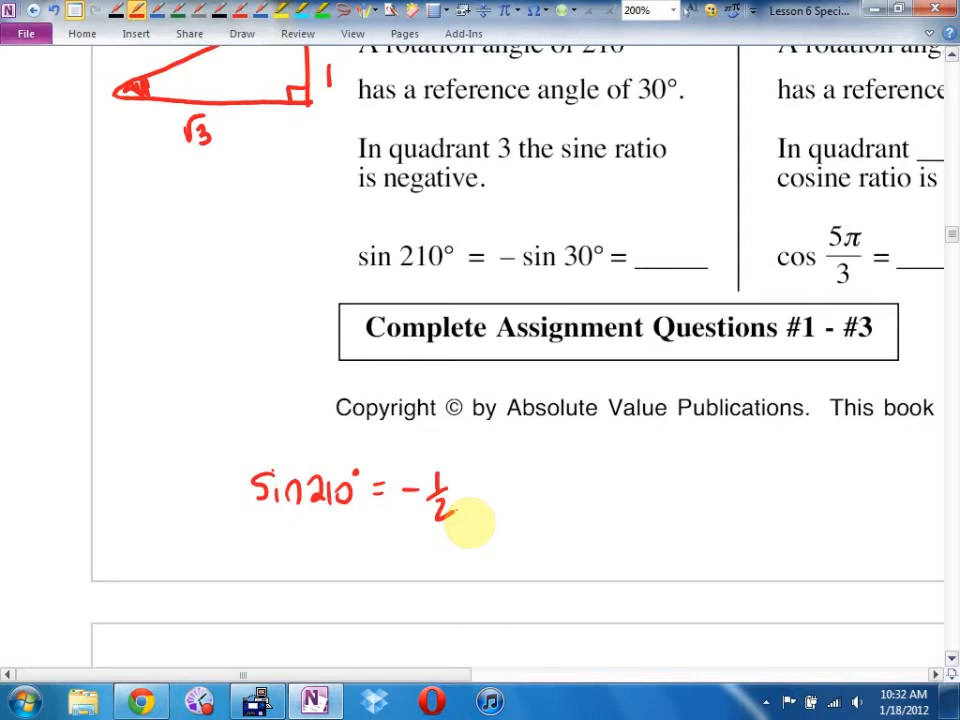 200%
Lesson 6 Speci...
File Home Insert Share Draw Review View Pages Add-Ins
A rotation angle of 210
has a reference angle of 30°.
In quadrant 3 the sine ratio
is negative.
sin 210° = – sin 30° = _____
1
√3
A rotation ang
has a reference
In quadrant __
cosine ratio is
cos 5π/3 = ____
Complete Assignment Questions #1 - #3
Copyright © by Absolute Value Publications. This book
sin210° = -1/2
10:32 AM
1/18/2012